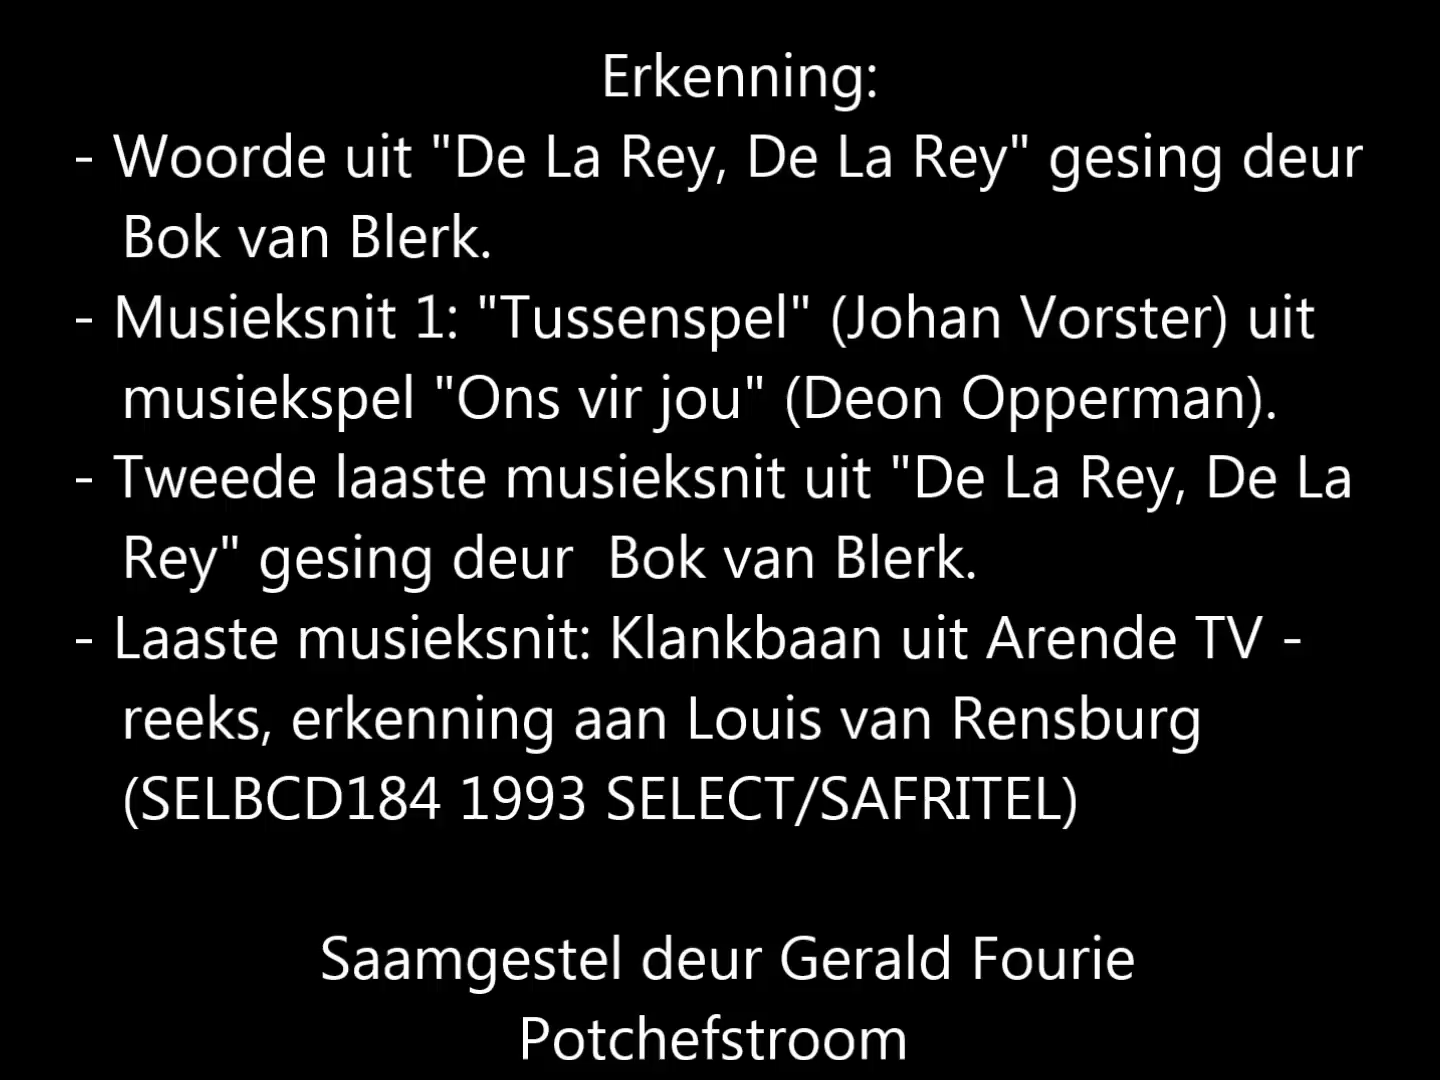 Erkenning:
- Woorde uit "De La Rey, De La Rey" gesing deur
Bok van Blerk.
- Musieksnit 1: "Tussenspel" (Johan Vorster) uit
musiekspel "Ons vir jou" (Deon Opperman).
- Tweede laaste musieksnit uit "De La Rey, De La
Rey" gesing deur  Bok van Blerk.
- Laaste musieksnit: Klankbaan uit Arende TV -
reeks, erkenning aan Louis van Rensburg
(SELBCD184 1993 SELECT/SAFRITEL)
Saamgestel deur Gerald Fourie
Potchefstroom